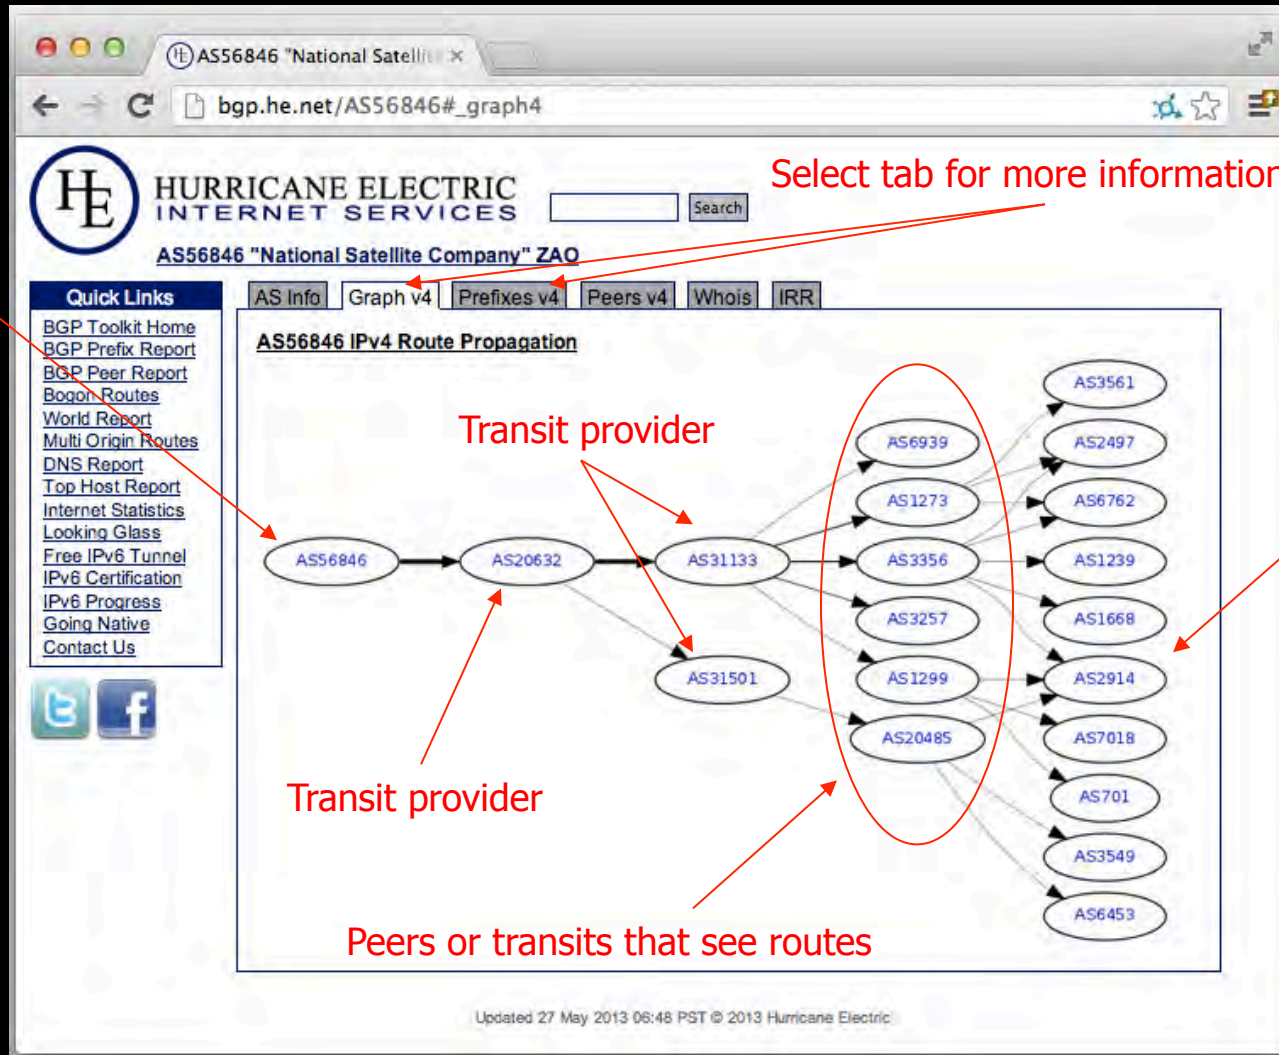 AS56846 "National Satellit
bgp.he.net/AS56846#_graph4
HE
HURRICANE ELECTRIC
INTERNET SERVICES
Search
Select tab for more information
AS56846 "National Satellite Company" ZAO
Quick Links
BGP Toolkit Home
BGP Prefix Report
BGP Peer Report
Bogon Routes
World Report
Multi Origin Routes
DNS Report
Top Host Report
Internet Statistics
Looking Glass
Free IPv6 Tunnel
IPv6 Certification
IPv6 Progress
Going Native
Contact Us
AS Info
Graph v4
Prefixes v4
Peers v4
Whois
IRR
AS56846 IPv4 Route Propagation
Transit provider
AS56846
AS20632
AS31133
AS31501
AS6939
AS1273
AS3356
AS3257
AS1299
AS20485
AS3561
AS2497
AS6762
AS1239
AS1668
AS2914
AS7018
AS701
AS3549
AS6453
Transit provider
Peers or transits that see routes
Updated 27 May 2013 06:48 PST © 2013 Hurricane Electric